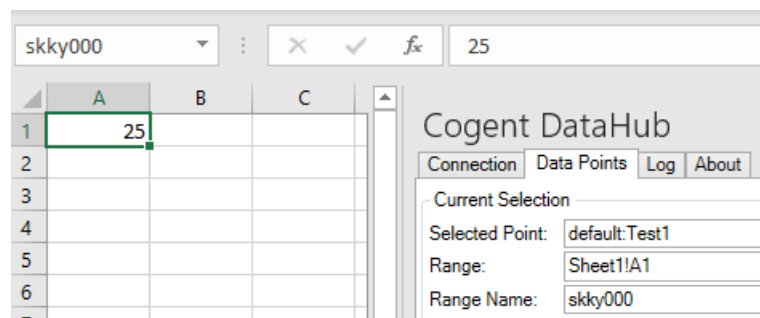 skky000 fx 25
A B C
1 25
2
3
4
5
6
Cogent DataHub
Connection Data Points Log About
Current Selection
Selected Point: default:Test1
Range: Sheet1!A1
Range Name: skky000